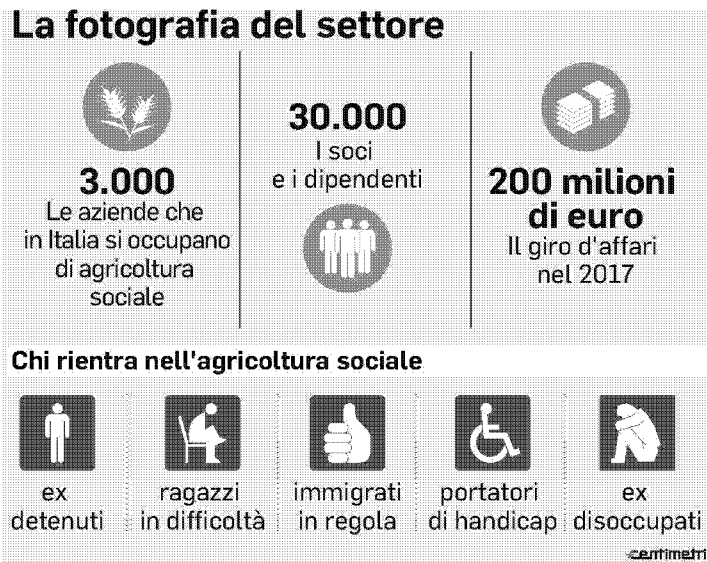 La fotografia del settore
3.000
Le aziende che
in Italia si occupano
di agricoltura
sociale
30.000
I soci
e i dipendenti
200 milioni
di euro
Il giro d'affari
nel 2017
Chi rientra nell'agricoltura sociale
ex
detenuti
ragazzi
in difficoltà
immigrati
in regola
portatori
di handicap
ex
disoccupati
centimetri